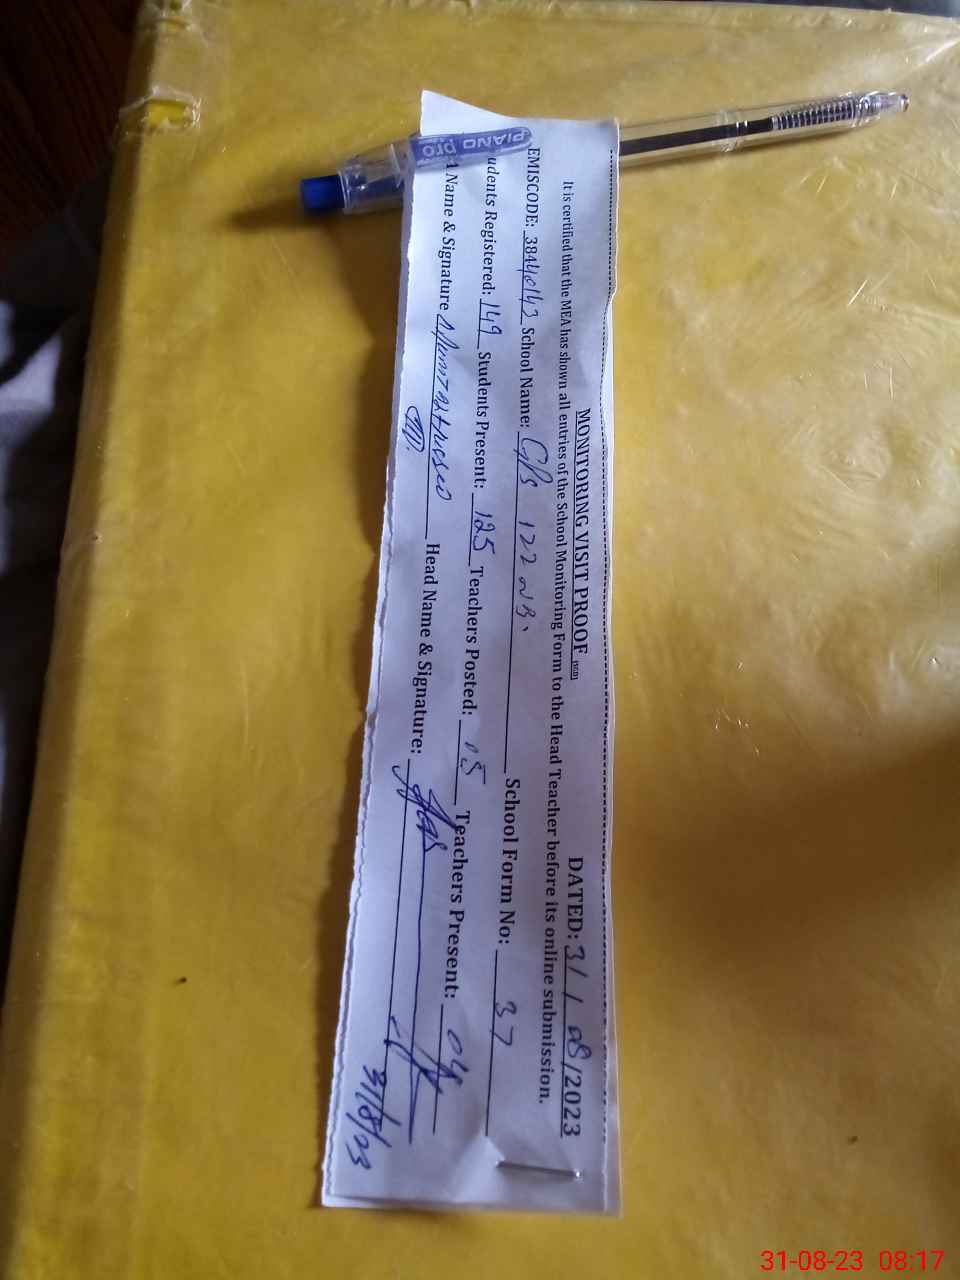 MONITORING VISIT PROOF (SED) DATED: 31 / 08 /2023
It is certified that the MEA has shown all entries of the School Monitoring Form to the Head Teacher before its online submission.
EMISCODE: 38440143 School Name: GPS 122 NB. School Form No: 37
udents Registered: 149 Students Present: 125 Teachers Posted: 05 Teachers Present: 04
A Name & Signature Head Name & Signature:
31/8/23
PIANO pro
31-08-23 08:17